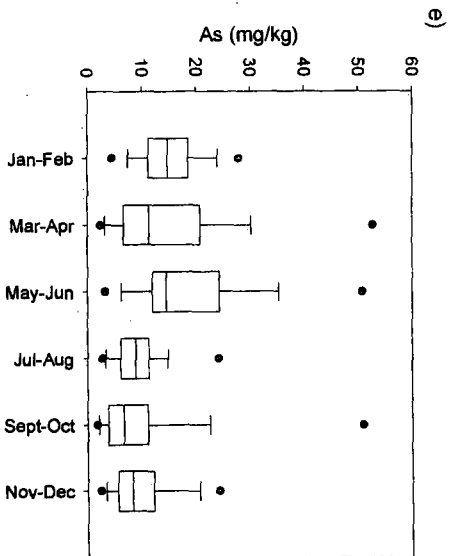 e)
As (mg/kg)
0 10 20 30 40 50 60
Jan-Feb
Mar-Apr
May-Jun
Jul-Aug
Sept-Oct
Nov-Dec